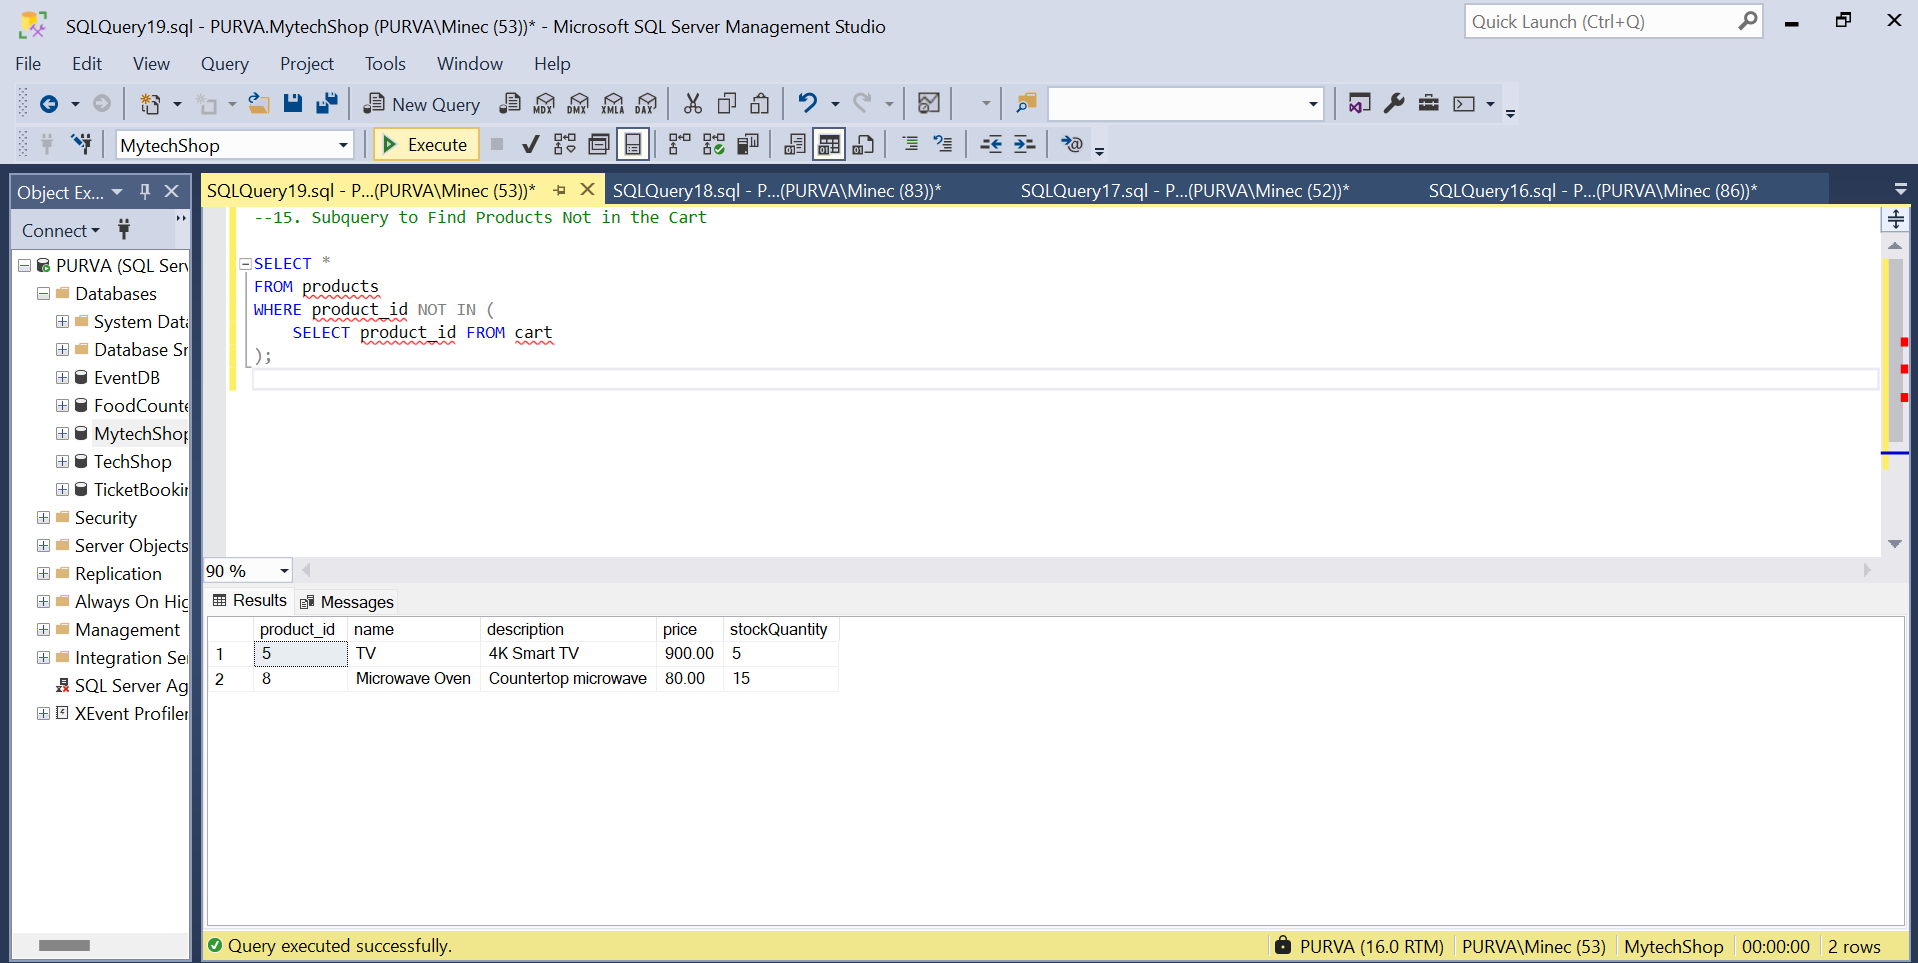 SQLQuery19.sql - PURVA.MytechShop (PURVA\Minec (53))* - Microsoft SQL Server Management Studio
Quick Launch (Ctrl+Q)
File Edit View Query Project Tools Window Help
New Query MDX DMX XMLA DAX
MytechShop Execute
Object Ex...
SQLQuery19.sql - P...(PURVA\Minec (53))* SQLQuery18.sql - P...(PURVA\Minec (83))* SQLQuery17.sql - P...(PURVA\Minec (52))* SQLQuery16.sql - P...(PURVA\Minec (86))*
Connect
PURVA (SQL Serv
Databases
System Data
Database Sn
EventDB
FoodCounte
MytechShop
TechShop
TicketBookin
Security
Server Objects
Replication
Always On Hig
Management
Integration Se
SQL Server Ag
XEvent Profiler
--15. Subquery to Find Products Not in the Cart
SELECT *
FROM products
WHERE product_id NOT IN (
SELECT product_id FROM cart
);
90 %
Results Messages
product_id name description price stockQuantity
1 5 TV 4K Smart TV 900.00 5
2 8 Microwave Oven Countertop microwave 80.00 15
Query executed successfully.
PURVA (16.0 RTM) PURVA\Minec (53) MytechShop 00:00:00 2 rows